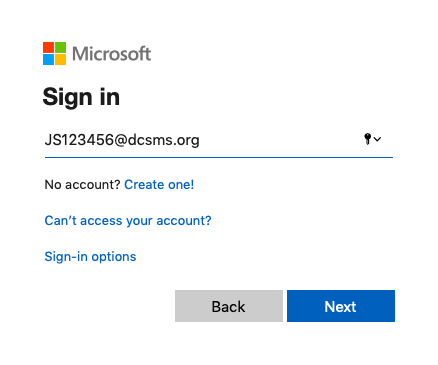 Microsoft
Sign in
JS123456@dcsms.org
No account? Create one!
Can't access your account?
Sign-in options
Back Next